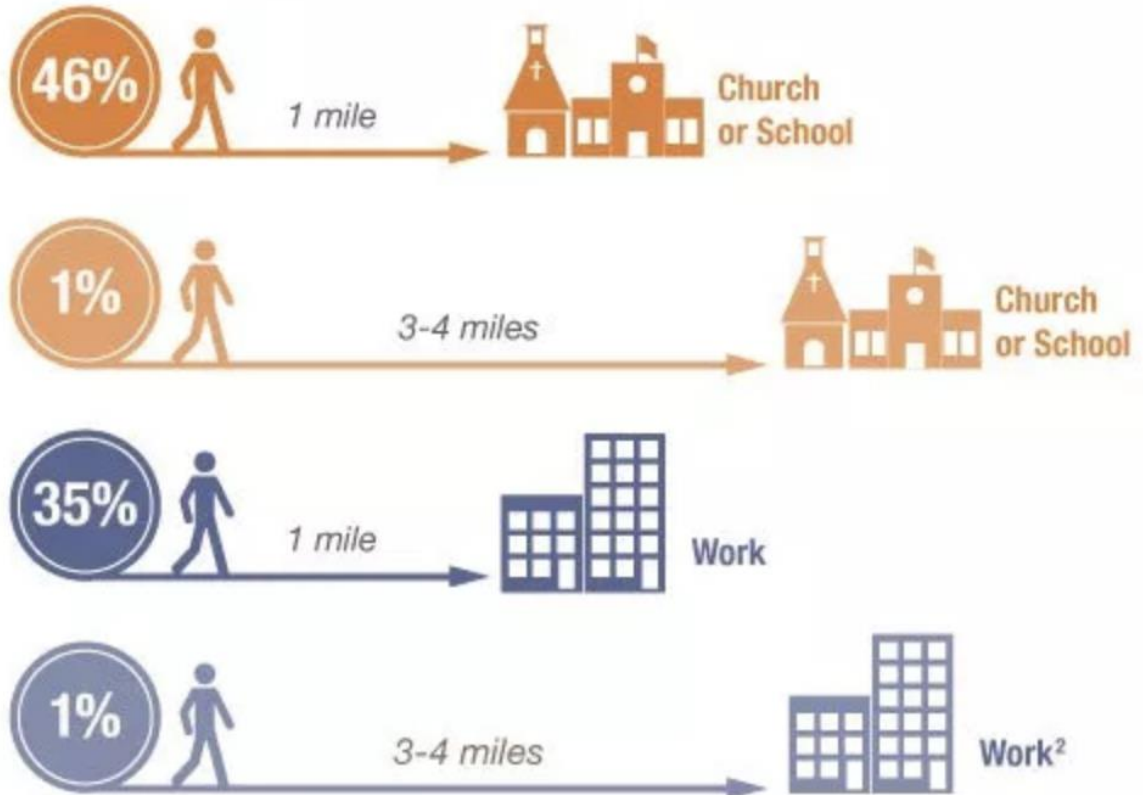 46%
1 mile
Church
or School
1%
3-4 miles
Church
or School
35%
1 mile
Work
1%
3-4 miles
Work²